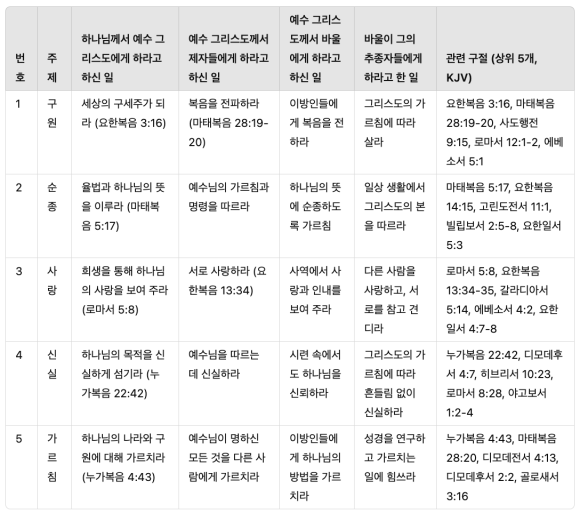 번호
주제
하나님께서 예수 그리스도에게 하라고 하신 일
예수 그리스도께서 제자들에게 하라고 하신 일
예수 그리스도께서 바울에게 하라고 하신 일
바울이 그의 추종자들에게 하라고 한 일
관련 구절 (상위 5개, KJV)
1
구원
세상의 구세주가 되라 (요한복음 3:16)
복음을 전파하라 (마태복음 28:19-20)
이방인들에게 복음을 전하라
그리스도의 가르침에 따라 살라
요한복음 3:16, 마태복음 28:19-20, 사도행전 9:15, 로마서 12:1-2, 에베소서 5:1
2
순종
율법과 하나님의 뜻을 이루라 (마태복음 5:17)
예수님의 가르침과 명령을 따르라
하나님의 뜻에 순종하도록 가르침
일상 생활에서 그리스도의 본을 따르라
마태복음 5:17, 요한복음 14:15, 고린도전서 11:1, 빌립보서 2:5-8, 요한일서 5:3
3
사랑
희생을 통해 하나님의 사랑을 보여 주라 (로마서 5:8)
서로 사랑하라 (요한복음 13:34)
사역에서 사랑과 인내를 보여 주라
다른 사람을 사랑하고, 서로를 참고 견디라
로마서 5:8, 요한복음 13:34-35, 갈라디아서 5:14, 에베소서 4:2, 요한일서 4:7-8
4
신실
하나님의 목적을 신실하게 섬기라 (누가복음 22:42)
예수님을 따르는 데 신실하라
시련 속에서도 하나님을 신뢰하라
그리스도의 가르침에 따라 흔들림 없이 신실하라
누가복음 22:42, 디모데후서 4:7, 히브리서 10:23, 로마서 8:28, 야고보서 1:2-4
5
가르침
하나님의 나라와 구원에 대해 가르치라 (누가복음 4:43)
예수님이 명하신 모든 것을 다른 사람에게 가르치라
이방인들에게 하나님의 방법을 가르치라
성경을 연구하고 가르치는 일에 힘쓰라
누가복음 4:43, 마태복음 28:20, 디모데전서 4:13, 디모데후서 2:2, 골로새서 3:16